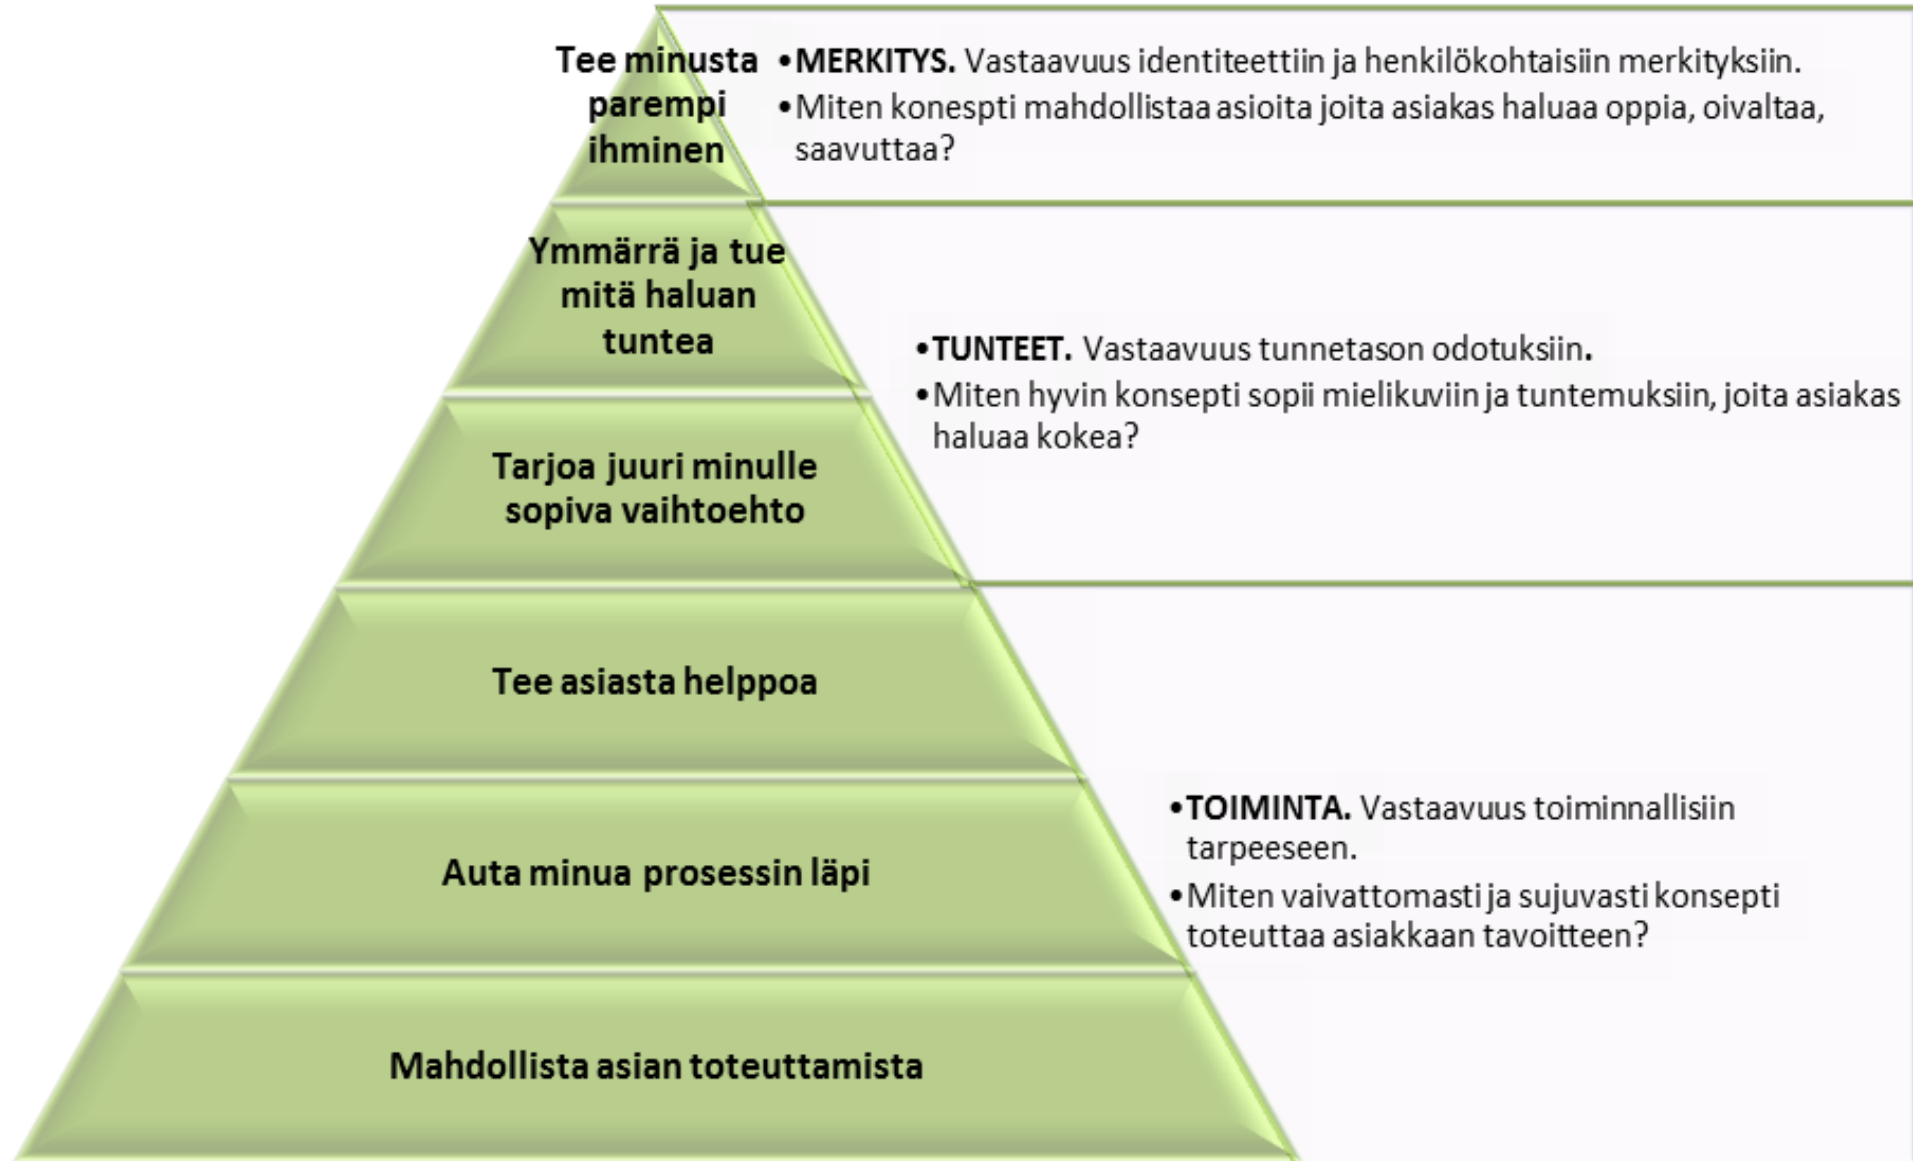 Tee minusta
parempi
ihminen
•MERKITYS. Vastaavuus identiteettiin ja henkilökohtaisiin merkityksiin.
•Miten konespti mahdollistaa asioita joita asiakas haluaa oppia, oivaltaa,
saavuttaa?
Ymmärrä ja tue
mitä haluan
tuntea
•TUNTEET. Vastaavuus tunnetason odotuksiin.
•Miten hyvin konsepti sopii mielikuviin ja tuntemuksiin, joita asiakas
haluaa kokea?
Tarjoa juuri minulle
sopiva vaihtoehto
Tee asiasta helppoa
Auta minua prosessin läpi
•TOIMINTA. Vastaavuus toiminnallisiin
tarpeeseen.
•Miten vaivattomasti ja sujuvasti konsepti
toteuttaa asiakkaan tavoitteen?
Mahdollista asian toteuttamista